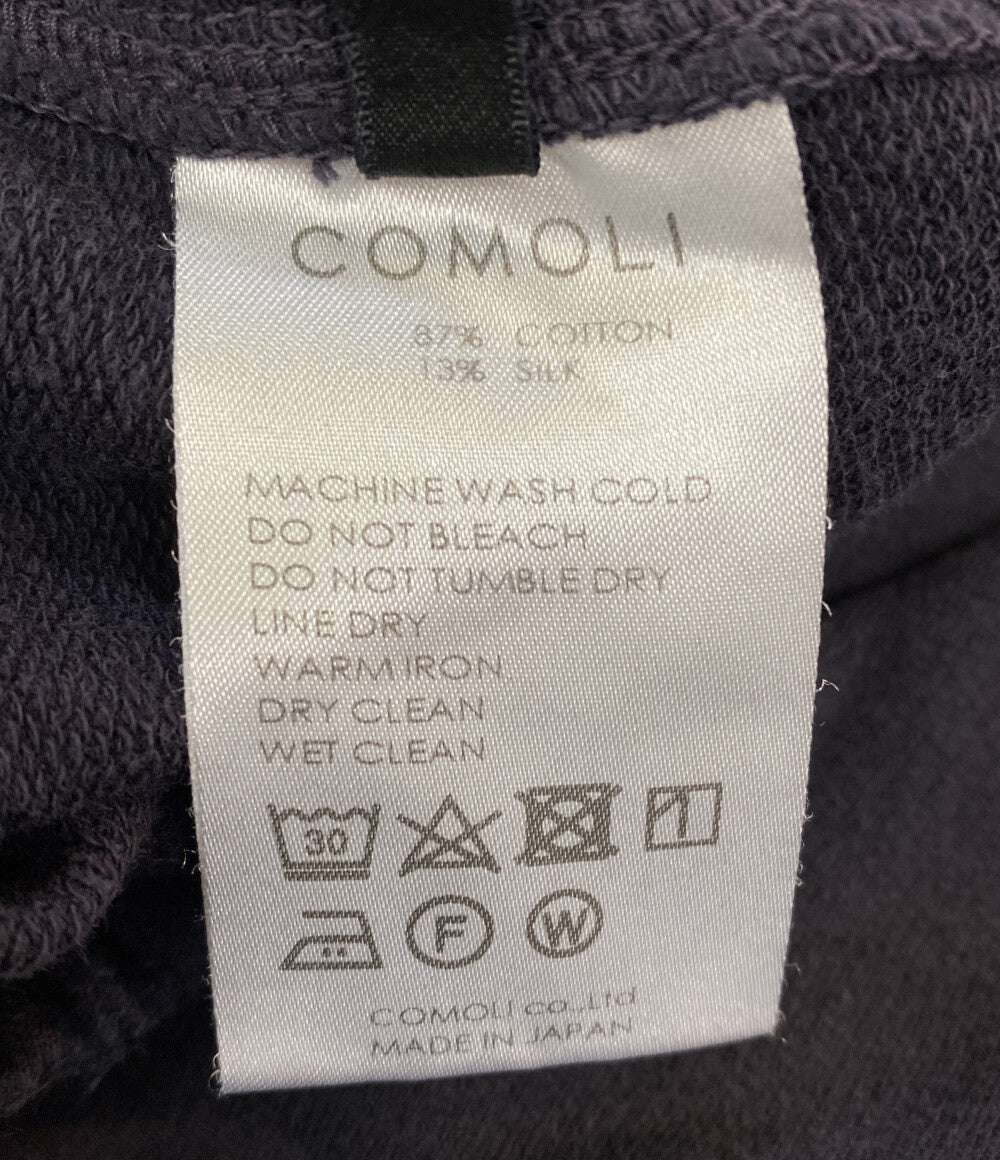 COMOLI
87% COTTON
13% SILK
MACHINE WASH COLD
DO NOT BLEACH
DO NOT TUMBLE DRY
LINE DRY
WARM IRON
DRY CLEAN
WET CLEAN
30
F W
COMOLI co.,Ltd
MADE IN JAPAN